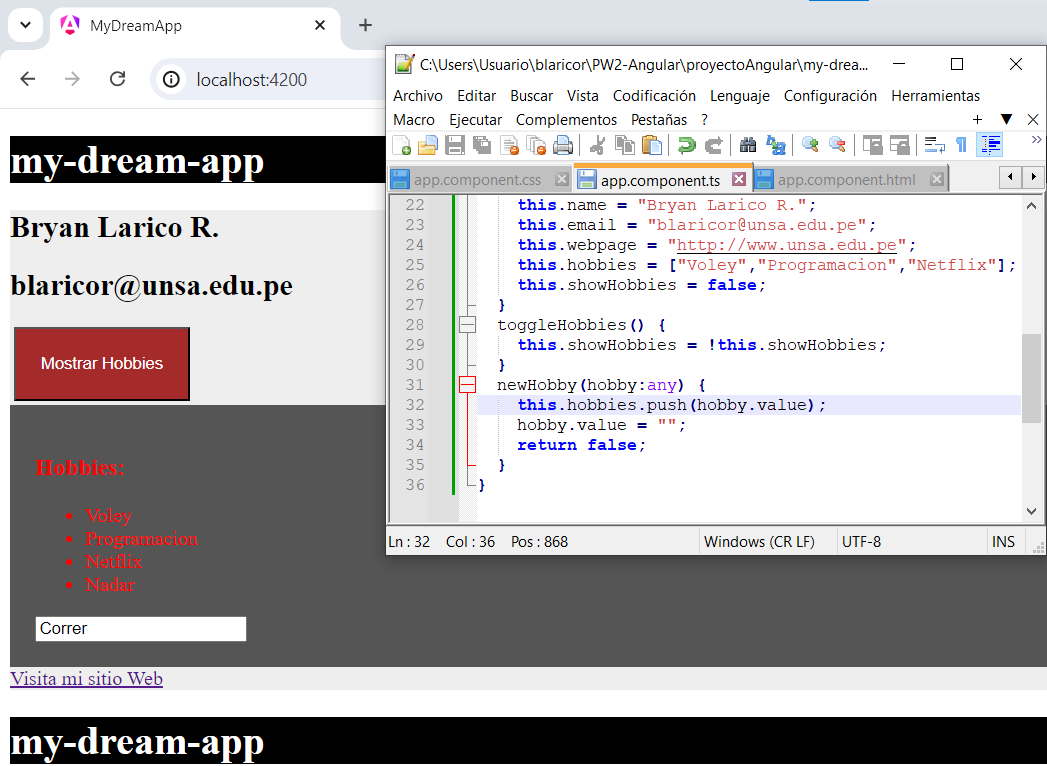 MyDreamApp
localhost:4200
my-dream-app
Bryan Larico R.
blaricor@unsa.edu.pe
Mostrar Hobbies
Hobbies:
Voley
Programacion
Netflix
Nadar
Correr
Visita mi sitio Web
my-dream-app
C:\Users\Usuario\blaricor\PW2-Angular\proyectoAngular\my-drea...
Archivo Editar Buscar Vista Codificación Lenguaje Configuración Herramientas
Macro Ejecutar Complementos Pestañas ?
app.component.css app.component.ts app.component.html
22 this.name = "Bryan Larico R.";
23 this.email = "blaricor@unsa.edu.pe";
24 this.webpage = "http://www.unsa.edu.pe";
25 this.hobbies = ["Voley","Programacion","Netflix"];
26 this.showHobbies = false;
27 }
28 toggleHobbies() {
29 this.showHobbies = !this.showHobbies;
30 }
31 newHobby(hobby:any) {
32 this.hobbies.push(hobby.value);
33 hobby.value = "";
34 return false;
35 }
36 }
Ln : 32 Col : 36 Pos : 868 Windows (CR LF) UTF-8 INS